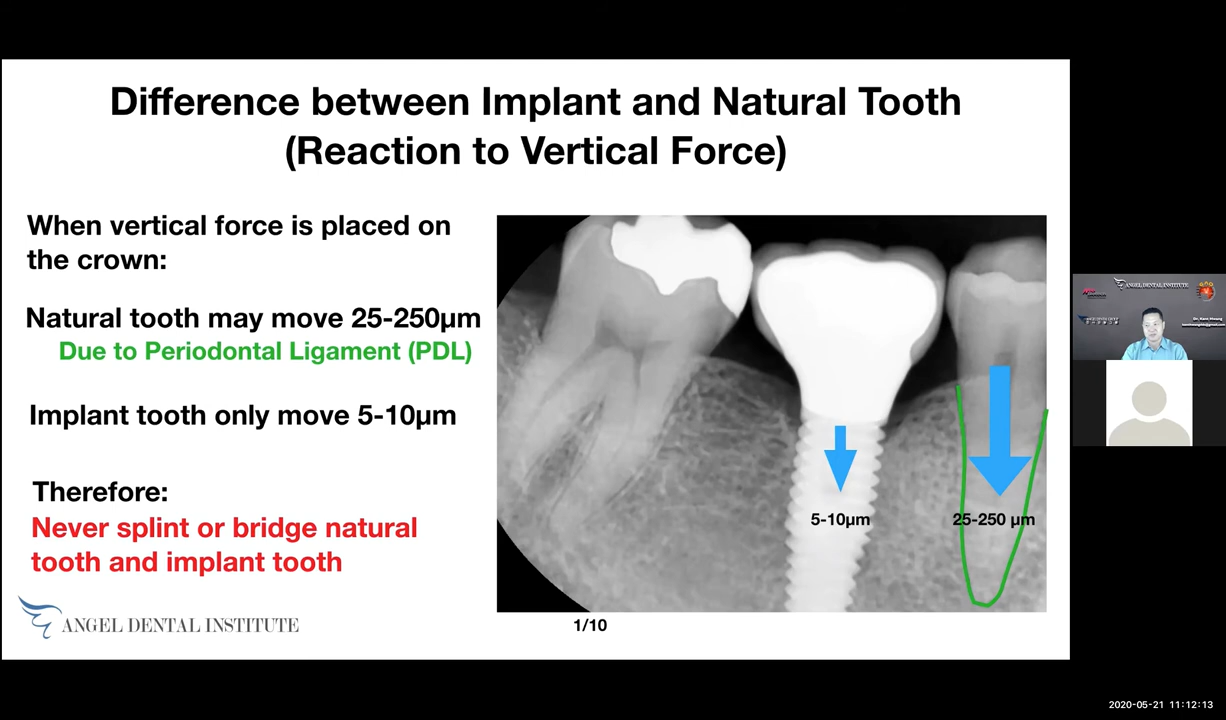 Difference between Implant and Natural Tooth
(Reaction to Vertical Force)
When vertical force is placed on
the crown:
Natural tooth may move 25-250µm
Due to Periodontal Ligament (PDL)
Implant tooth only move 5-10µm
Therefore:
Never splint or bridge natural
tooth and implant tooth
5-10µm
25-250 µm
ANGEL DENTAL INSTITUTE
1/10
ANGEL DENTAL INSTITUTE
2020-05-21 11:12:13